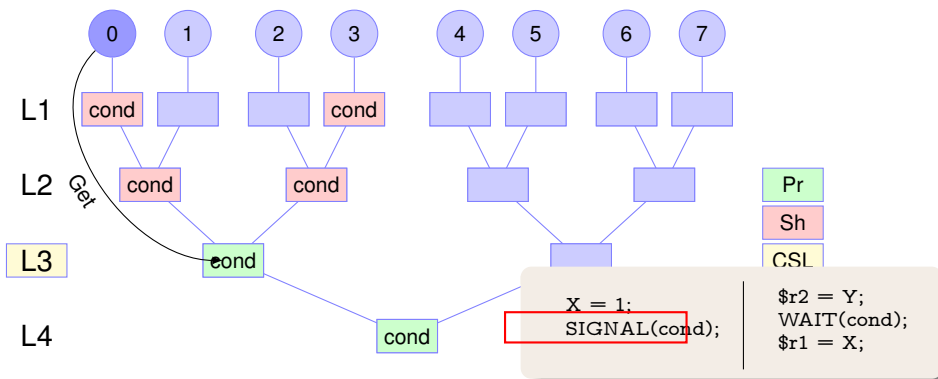 0 1 2 3 4 5 6 7
L1 cond cond
L2 cond cond Pr
Get
Sh
L3 cond CSL
X = 1; $r2 = Y;
SIGNAL(cond); WAIT(cond);
$r1 = X;
L4 cond